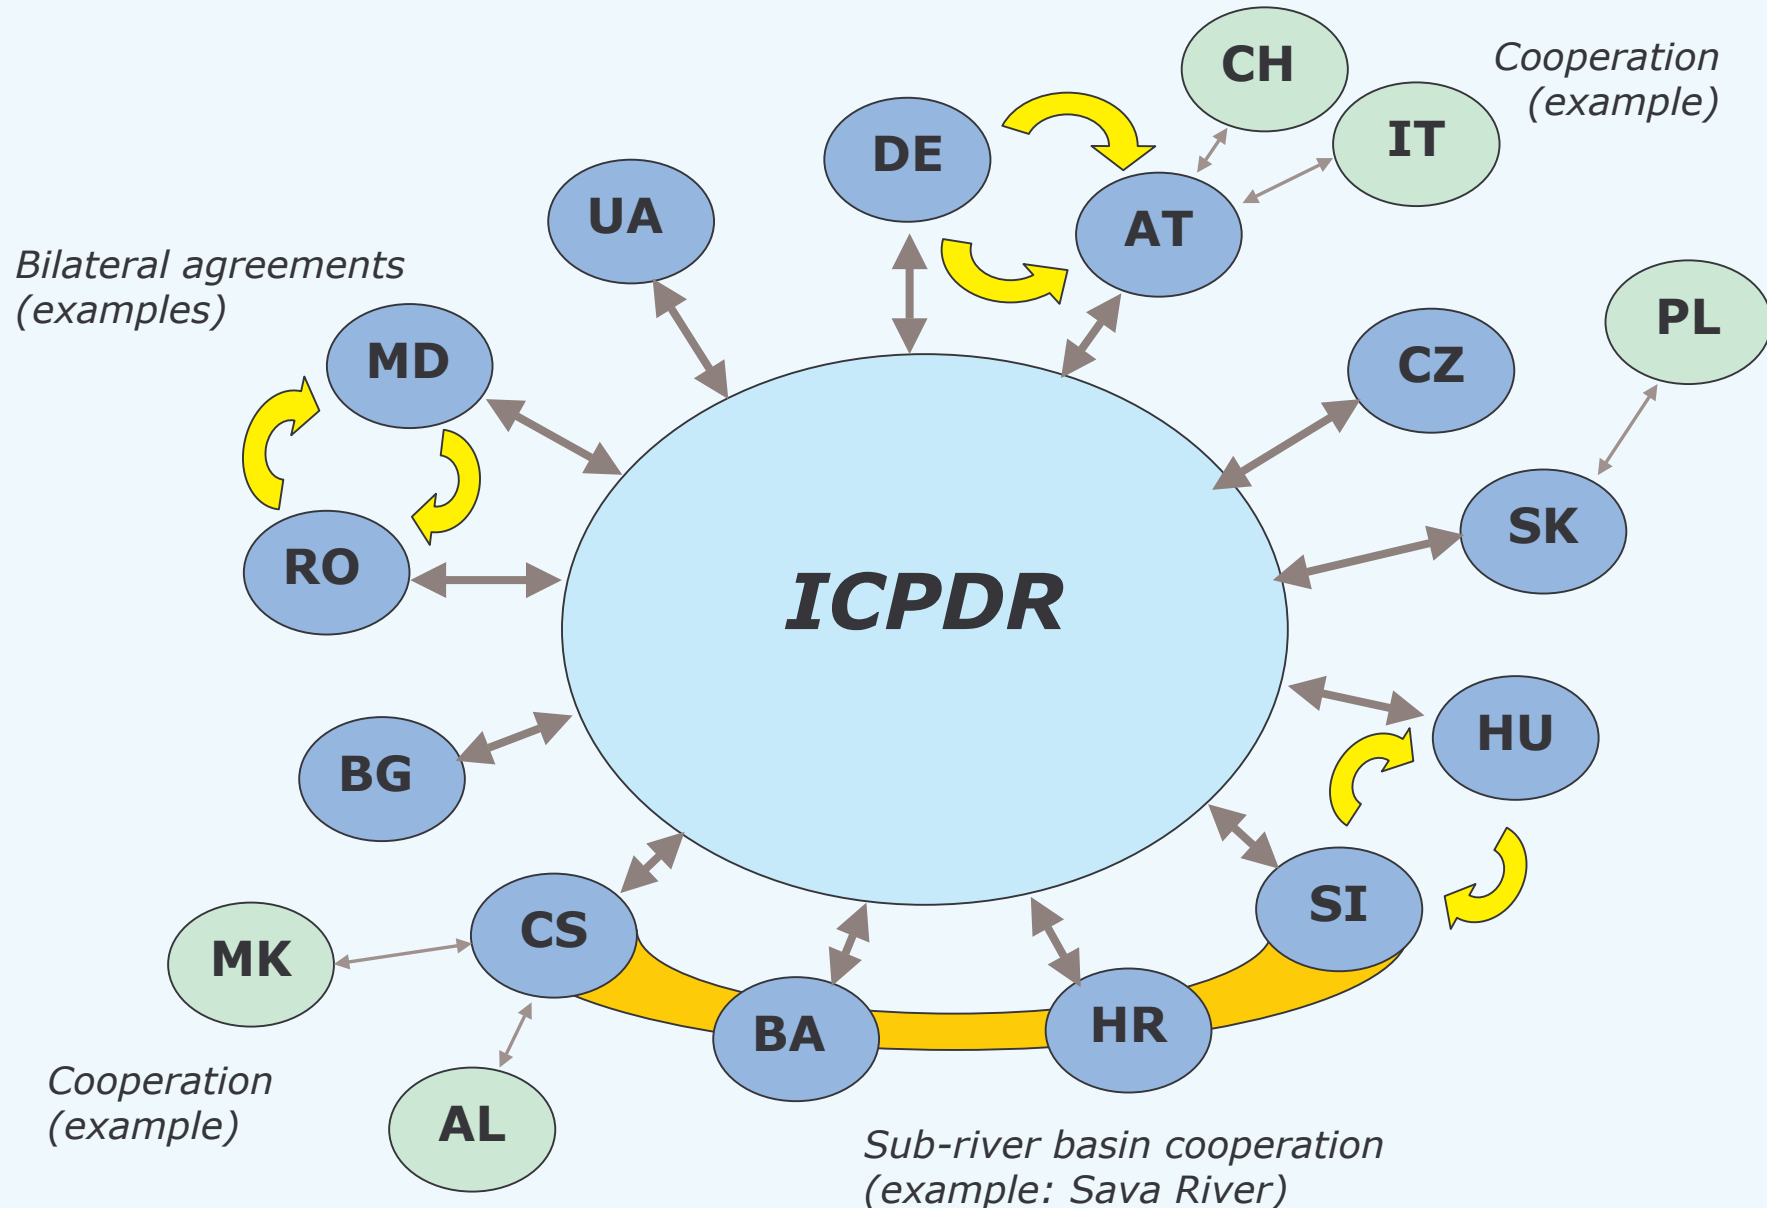 CH
Cooperation
(example)
IT
DE
AT
UA
Bilateral agreements
(examples)
MD
CZ
PL
RO
SK
ICPDR
HU
BG
SI
CS
MK
BA
HR
Cooperation
(example)
AL
Sub-river basin cooperation
(example: Sava River)